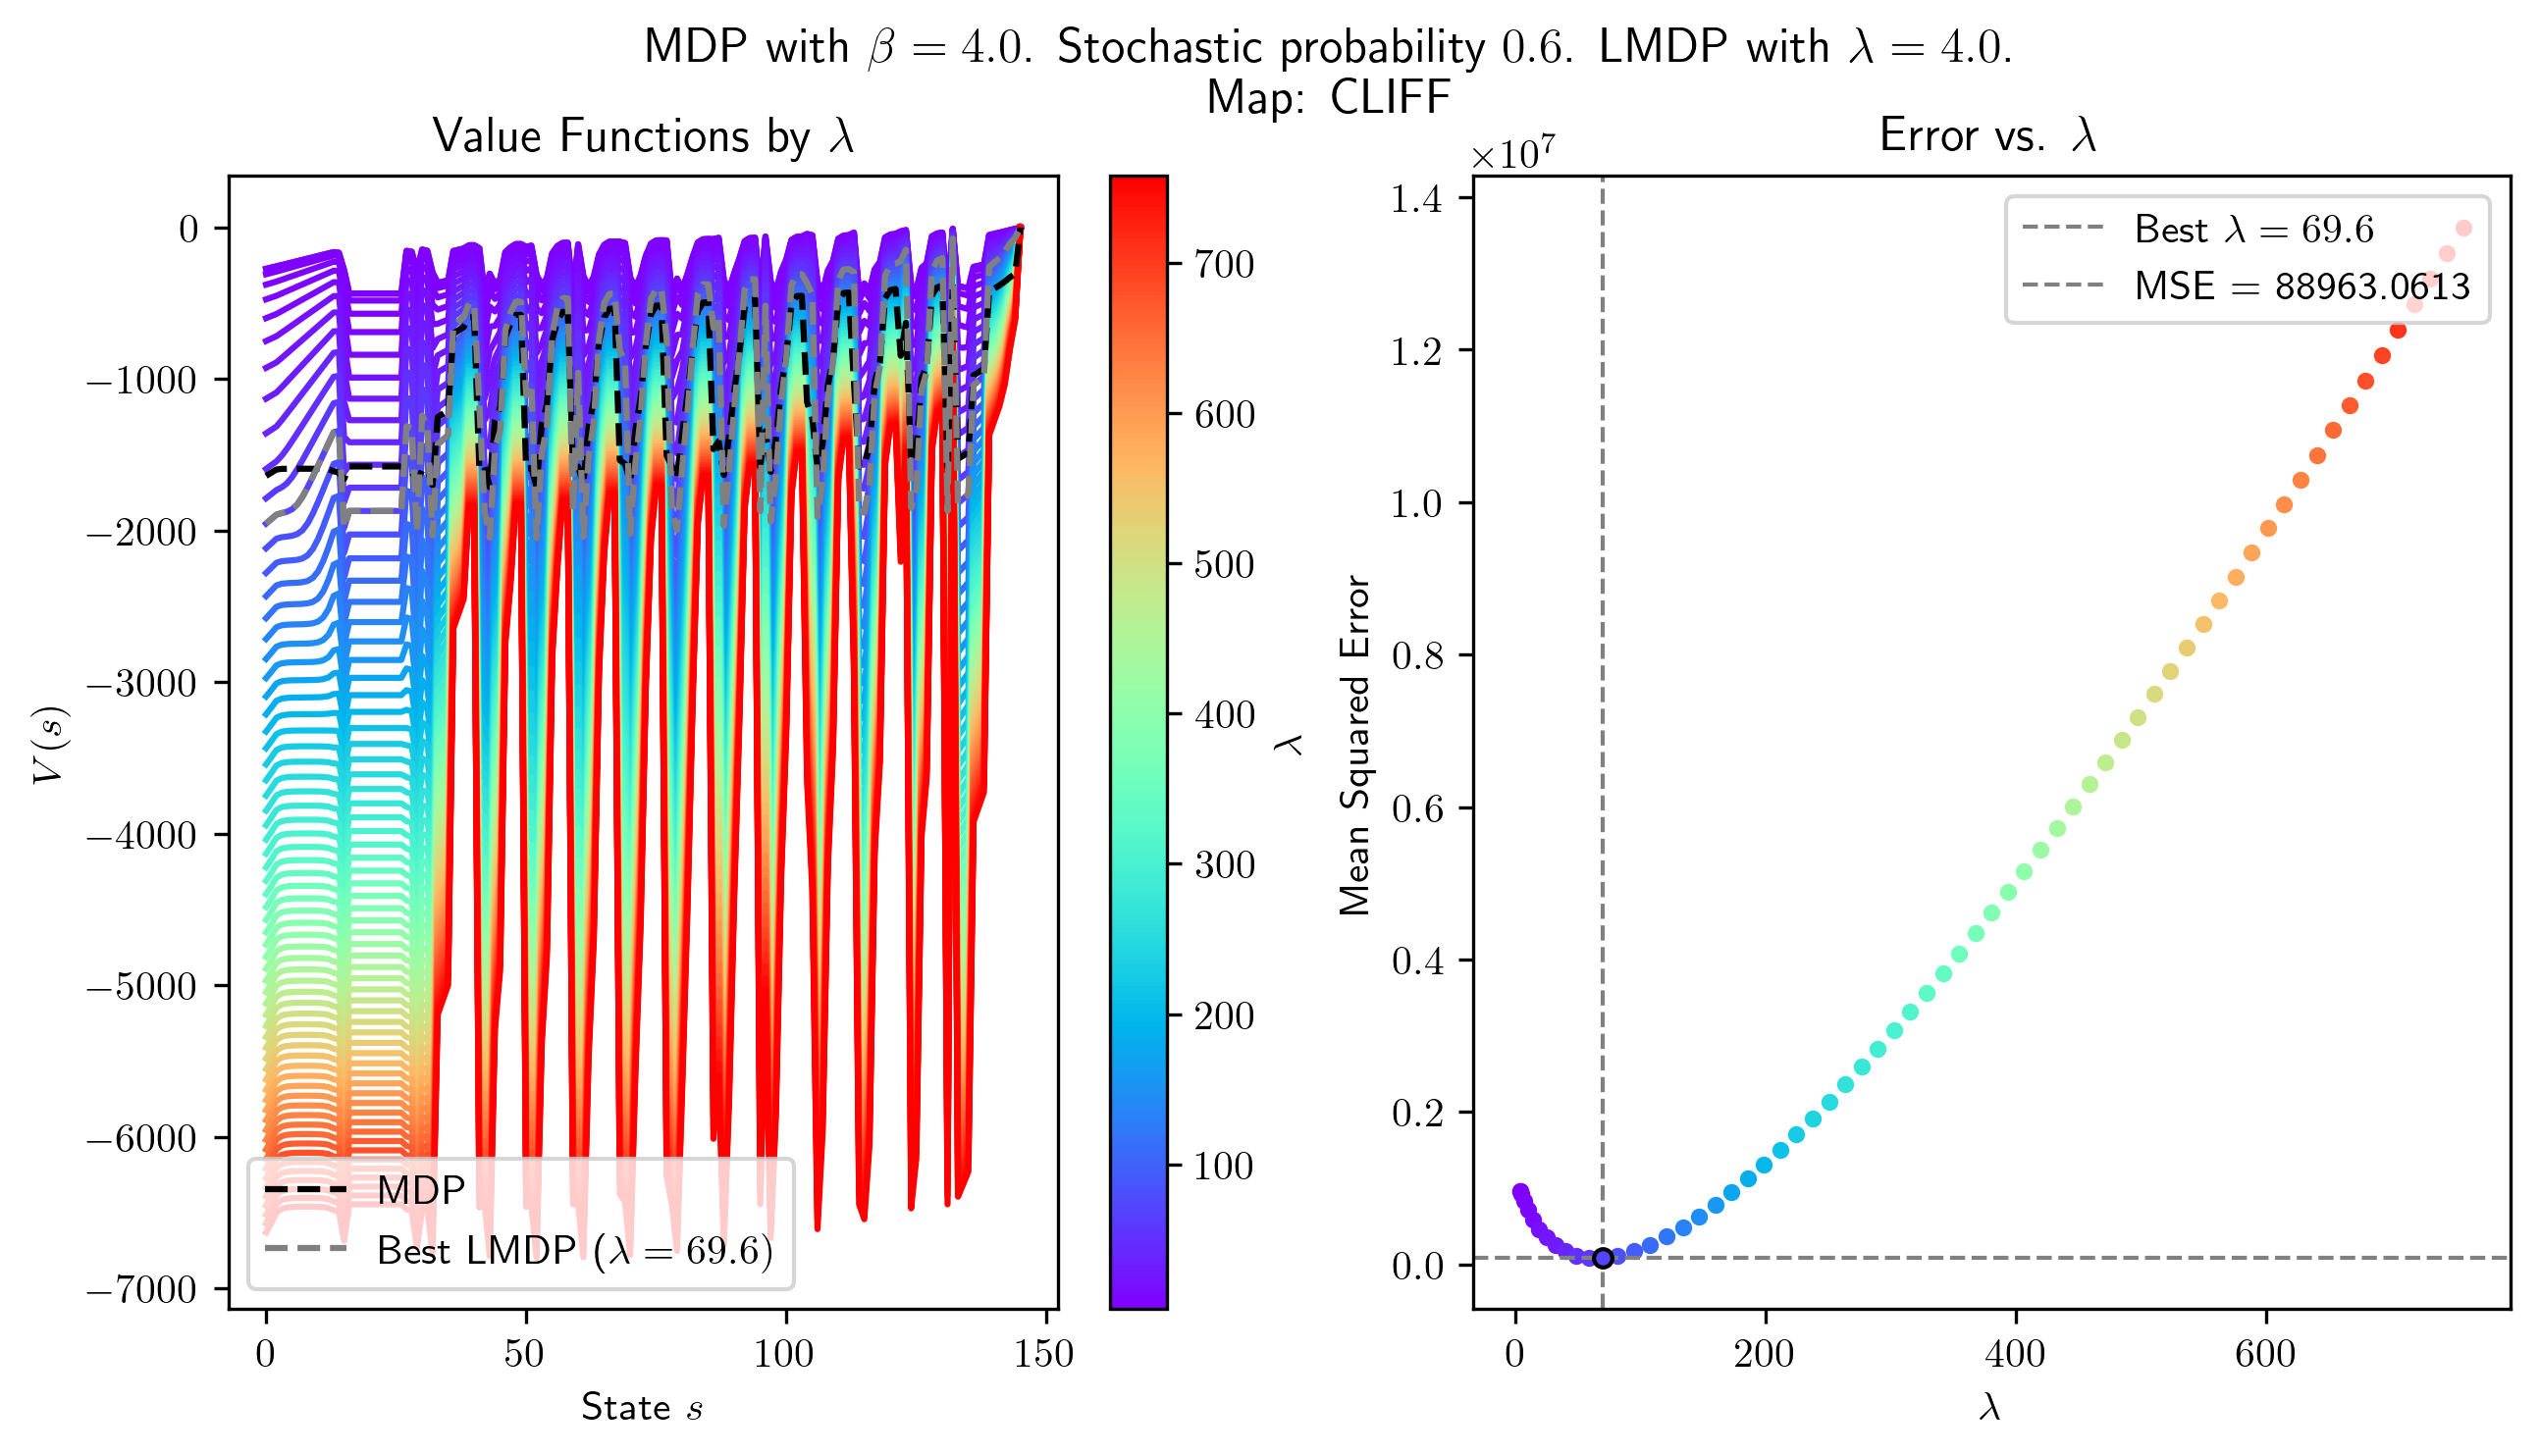 MDP with β = 4.0. Stochastic probability 0.6. LMDP with λ = 4.0.
Map: CLIFF
Value Functions by λ
0
−1000
−2000
−3000
−4000
−5000
−6000
−7000
V(s)
MDP
Best LMDP (λ = 69.6)
0 50 100 150
State s
700
600
500
400
300
200
100
λ
Error vs. λ
×10⁷
1.4
1.2
1.0
0.8
0.6
0.4
0.2
0.0
Mean Squared Error
Best λ = 69.6
MSE = 88963.0613
0 200 400 600
λ